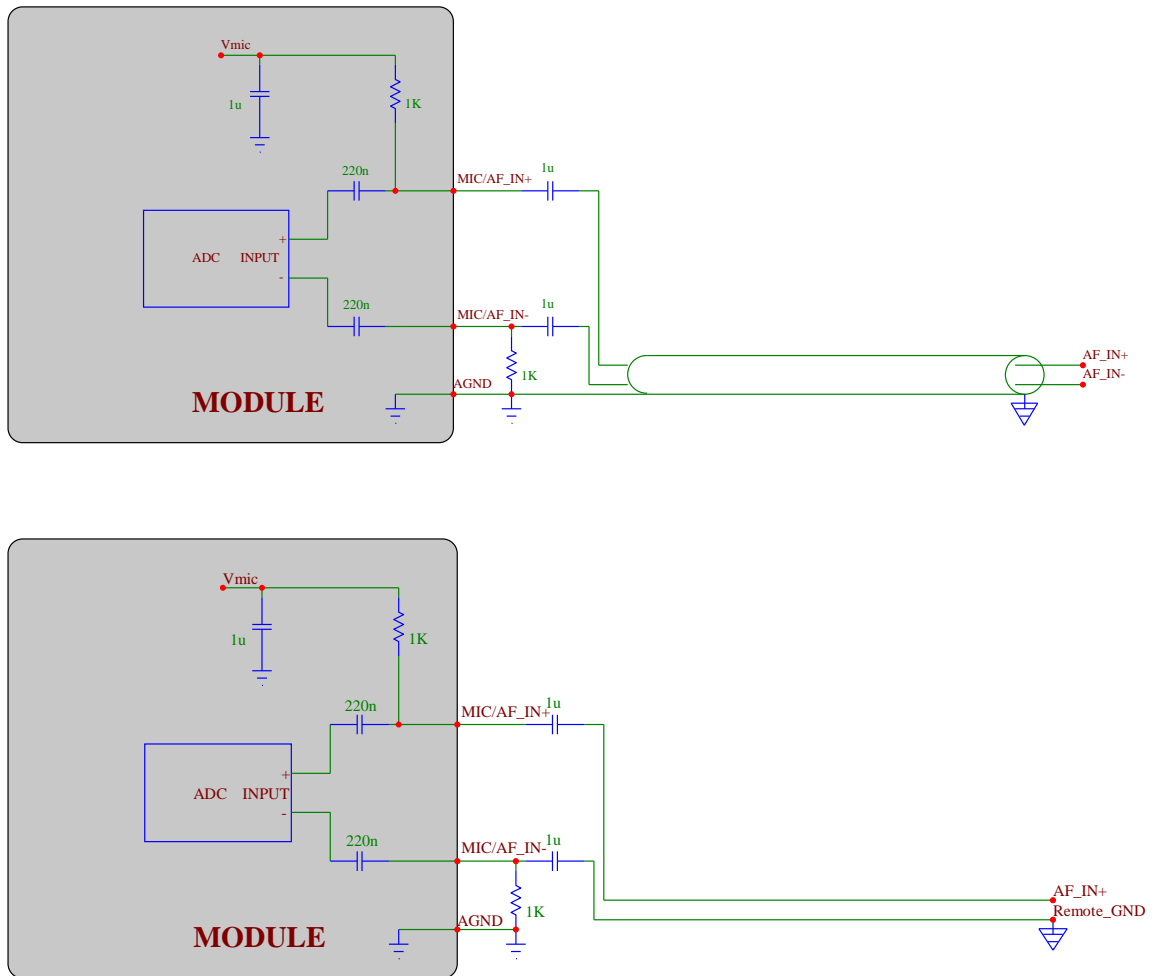 Vmic
1u
1K
220n
MIC/AF_IN+
1u
+
ADC INPUT
-
220n
MIC/AF_IN-
1u
1K
AGND
AF_IN+
AF_IN-
MODULE
Vmic
1u
1K
220n
MIC/AF_IN+
1u
+
ADC INPUT
-
220n
MIC/AF_IN-
1u
1K
AGND
AF_IN+
Remote_GND
MODULE